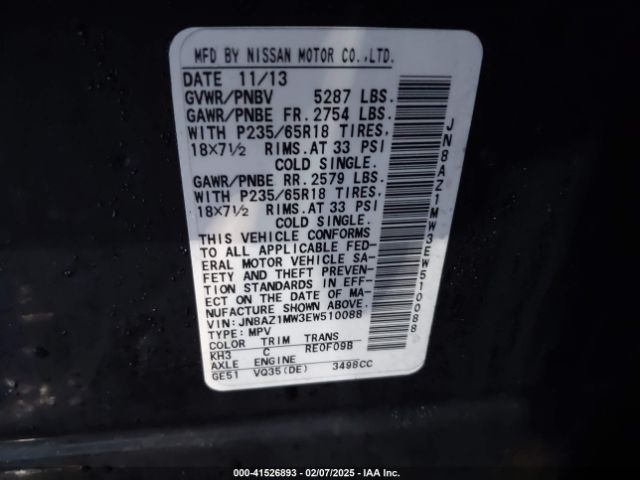 MFD BY NISSAN MOTOR CO.,LTD.
DATE 11/13
GVWR/PNBV 5287 LBS.
GAWR/PNBE FR. 2754 LBS.
WITH P235/65R18 TIRES.
18X7½ RIMS. AT 33 PSI
COLD SINGLE.
GAWR/PNBE RR. 2579 LBS.
WITH P235/65R18 TIRES.
18X7½ RIMS. AT 33 PSI
COLD SINGLE.
THIS VEHICLE CONFORMS
TO ALL APPLICABLE FED-
ERAL MOTOR VEHICLE SA-
FETY AND THEFT PREVEN-
TION STANDARDS IN EFF-
ECT ON THE DATE OF MA-
NUFACTURE SHOWN ABOVE.
VIN: JN8AZ1MW3EW510088
TYPE: MPV
COLOR TRIM TRANS
KH3 C RE0F09B
AXLE ENGINE
GE51 VQ35(DE) 3498CC
JN8AZ1MW3EW510088
000-41526893 — 02/07/2025 — IAA Inc.